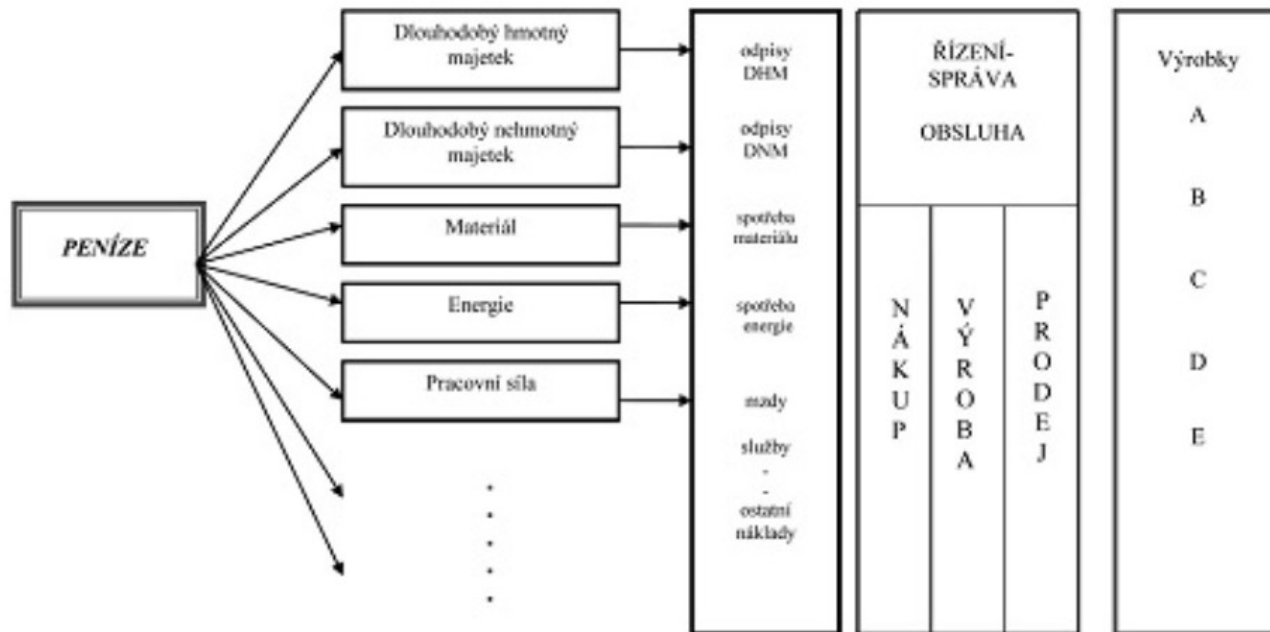 PENÍZE
Dlouhodobý hmotný
majetek
Dlouhodobý nehmotný
majetek
Materiál
Energie
Pracovní síla
odpisy
DHM
odpisy
DNM
spotřeba
materiálu
spotřeba
energie
mzdy
služby
-
-
ostatní
náklady
ŘÍZENÍ-
SPRÁVA
OBSLUHA
NÁKUP
VÝROBA
PRODEJ
Výrobky
A
B
C
D
E